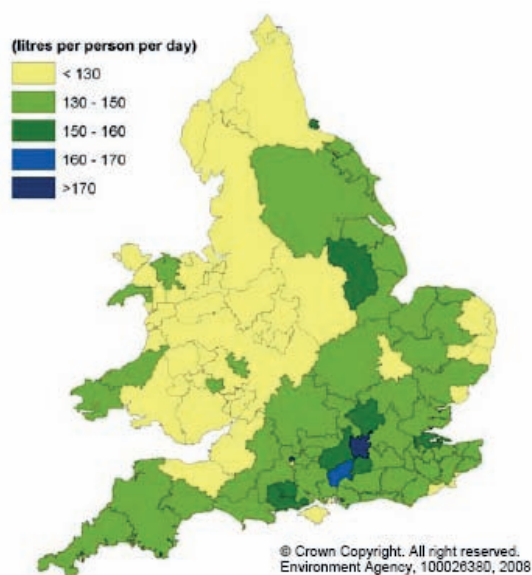 (litres per person per day)
< 130
130 - 150
150 - 160
160 - 170
>170
© Crown Copyright. All right reserved.
Environment Agency, 100026380, 2008